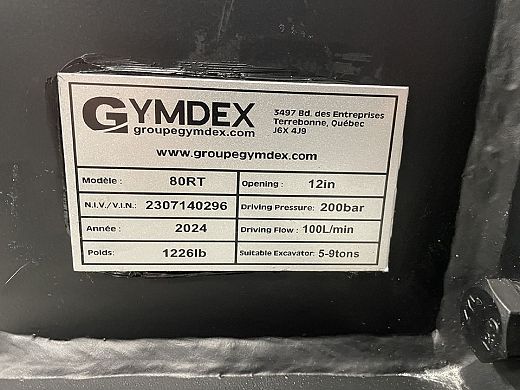 GYMDEX
groupegymdex.com
3497 Bd. des Entreprises
Terrebonne, Québec
J6X 4J9
www.groupegymdex.com
Modèle : 80RT Opening : 12in
N.I.V./V.I.N.: 2307140296 Driving Pressure: 200bar
Année : 2024 Driving Flow : 100L/min
Poids: 1226lb Suitable Excavator: 5-9tons